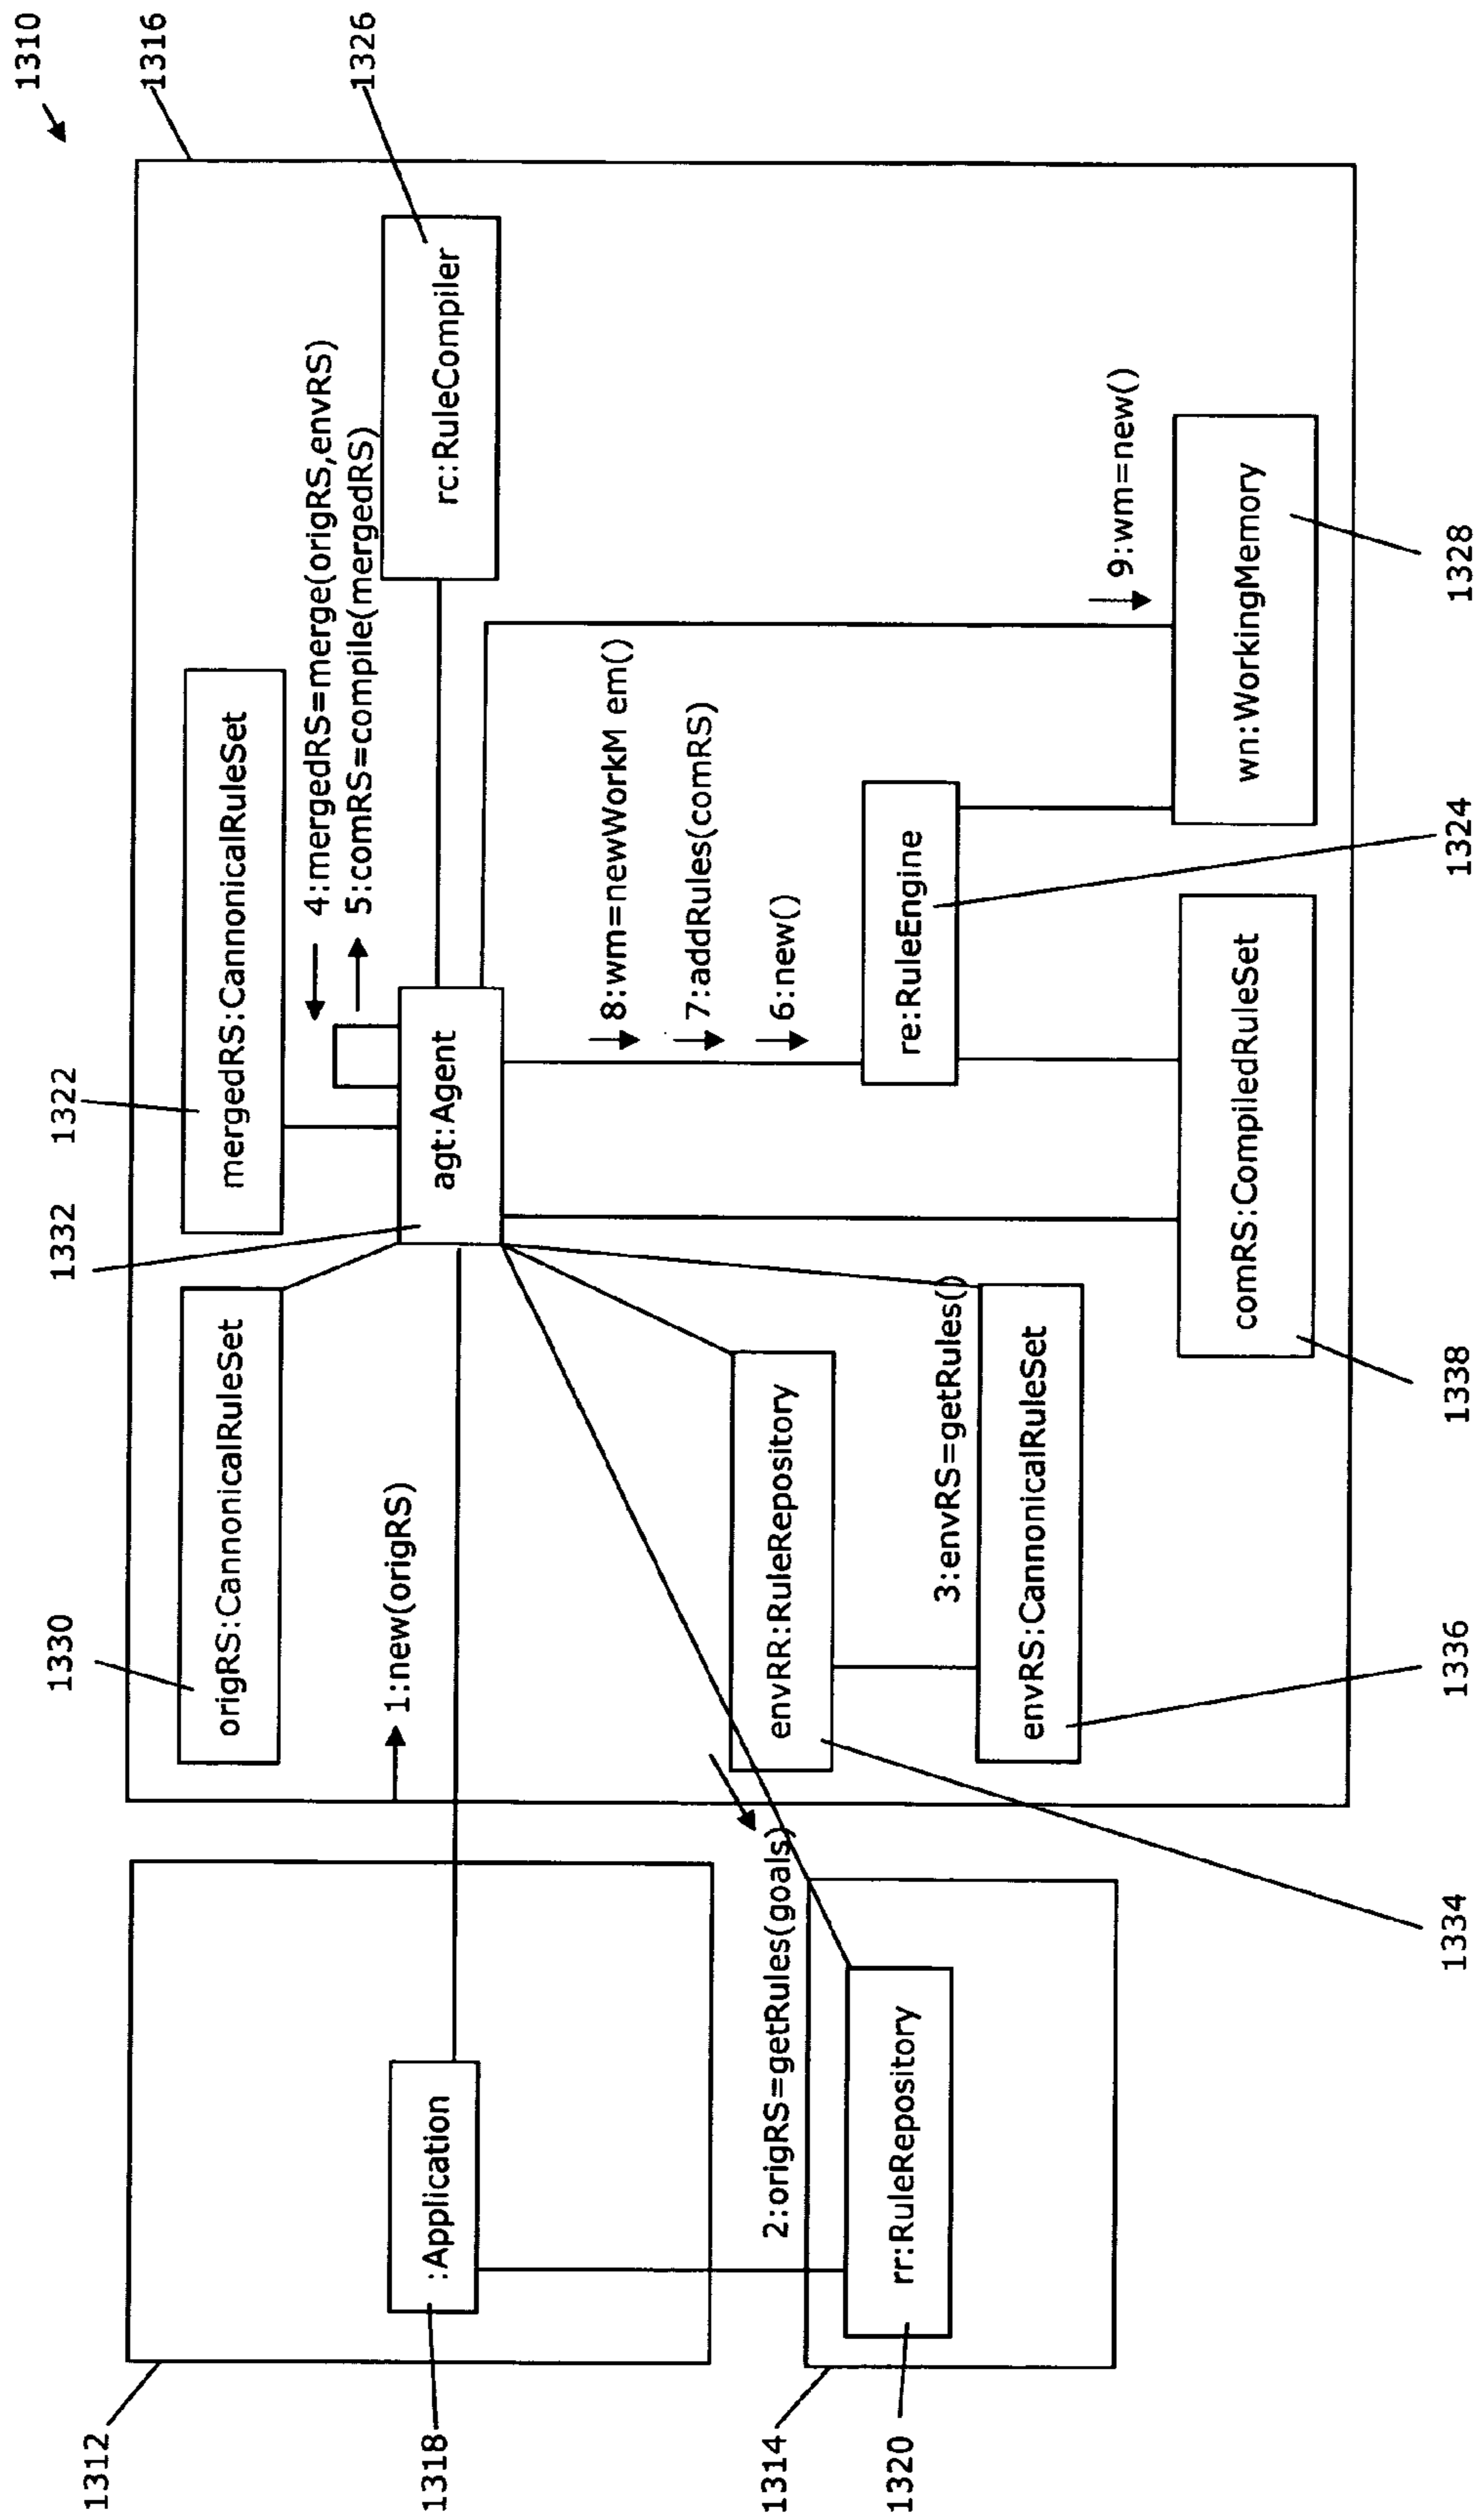 1310
1316
1326
1322
1332
1330
1312
mergedRS:CannonicalRuleSet
origRS:CannonicalRuleSet
4:mergedRS=merge(origRS,envRS)
5:comRS=compile(mergedRS)
rc:RuleCompiler
1:new(origRS)
agt:Agent
:Application
1318
8:wm=newWorkM em()
7:addRules(comRS)
6:new()
2:origRS=getRules(goals)
envRR:RuleRepository
1314
re:RuleEngine
rr:RuleRepository
1320
3:envRS=getRules()
envRS:CannonicalRuleSet
9:wm=new()
wn:WorkingMemory
comRS:CompiledRuleSet
1328
1324
1338
1336
1334